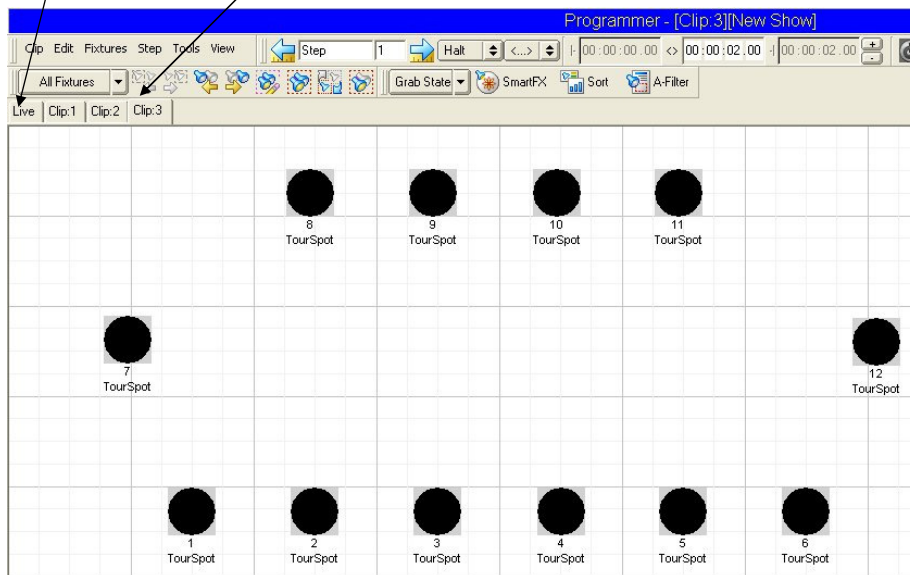 Programmer - [Clip:3][New Show]
Clip Edit Fixtures Step Tools View Step 1 Halt <...> 00:00:00.00 <> 00:00:02.00 00:00:02.00
All Fixtures Grab State SmartFX Sort A-Filter
Live Clip:1 Clip:2 Clip:3
8 9 10 11
TourSpot TourSpot TourSpot TourSpot
7 12
TourSpot TourSpot
1 2 3 4 5 6
TourSpot TourSpot TourSpot TourSpot TourSpot TourSpot